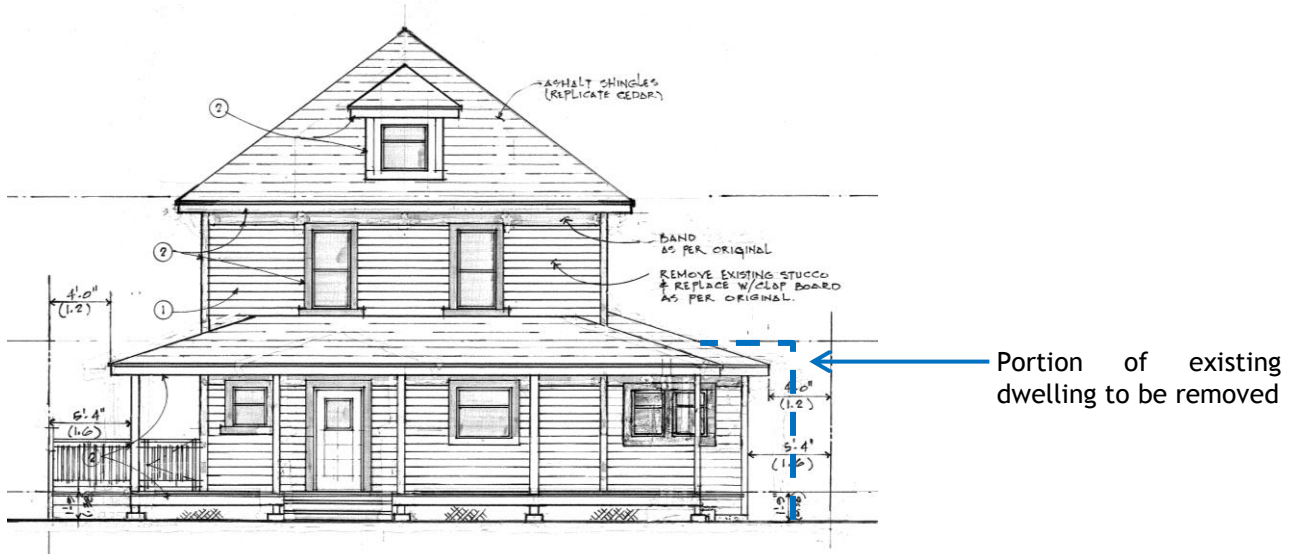 ②
ASHALT SHINGLES
(REPLICATE CEDAR)
②
BAND
AS PER ORIGINAL
REMOVE EXISTING STUCCO
& REPLACE W/CLAP BOARD
AS PER ORIGINAL.
①
4'.0"
(1.2)
Portion of existing
dwelling to be removed
4'.0"
(1.2)
5'.4"
(1.6)
5'.4"
(1.6)
②